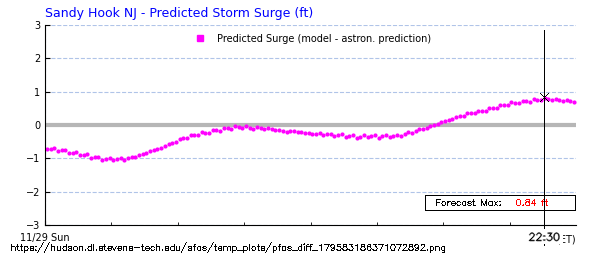 Sandy Hook NJ - Predicted Storm Surge (ft)
3
Predicted Surge (model - astron. prediction)
2
1
0
−1
−2
Forecast Max: 0.84 ft
−3
11/29 Sun 22:30 ET)
https://hudson.dl.stevens-tech.edu/sfas/temp_plots/pfas_diff_179583186371072892.png